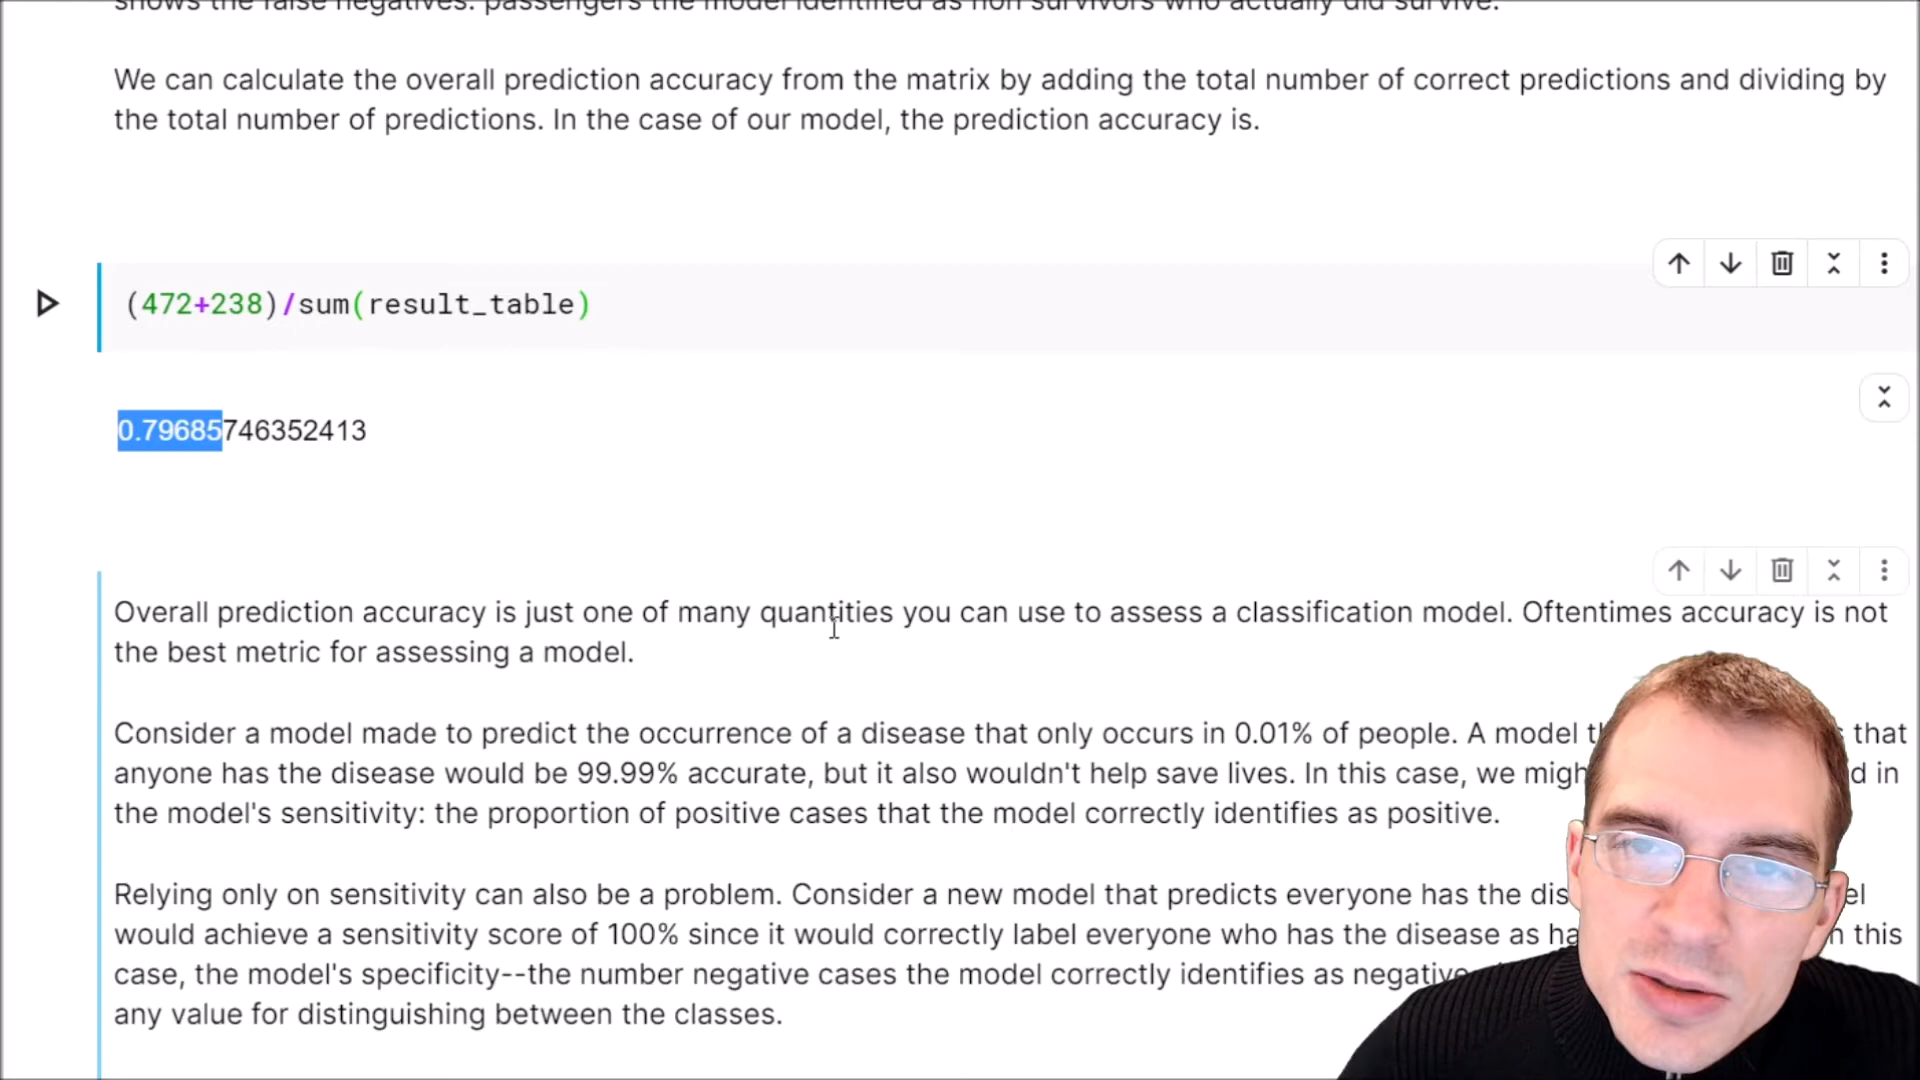 shows the false negatives: passengers the model identified as non survivors who actually did survive.
We can calculate the overall prediction accuracy from the matrix by adding the total number of correct predictions and dividing by
the total number of predictions. In the case of our model, the prediction accuracy is.
(472+238)/sum(result_table)
0.79685746352413
Overall prediction accuracy is just one of many quantities you can use to assess a classification model. Oftentimes accuracy is not
the best metric for assessing a model.
Consider a model made to predict the occurrence of a disease that only occurs in 0.01% of people. A model that
anyone has the disease would be 99.99% accurate, but it also wouldn't help save lives. In this case, we in
the model's sensitivity: the proportion of positive cases that the model correctly identifies as positive.
Relying only on sensitivity can also be a problem. Consider a new model that predicts everyone has the
would achieve a sensitivity score of 100% since it would correctly label everyone who has the disease as this
case, the model's specificity--the number negative cases the model correctly identifies as
any value for distinguishing between the classes.